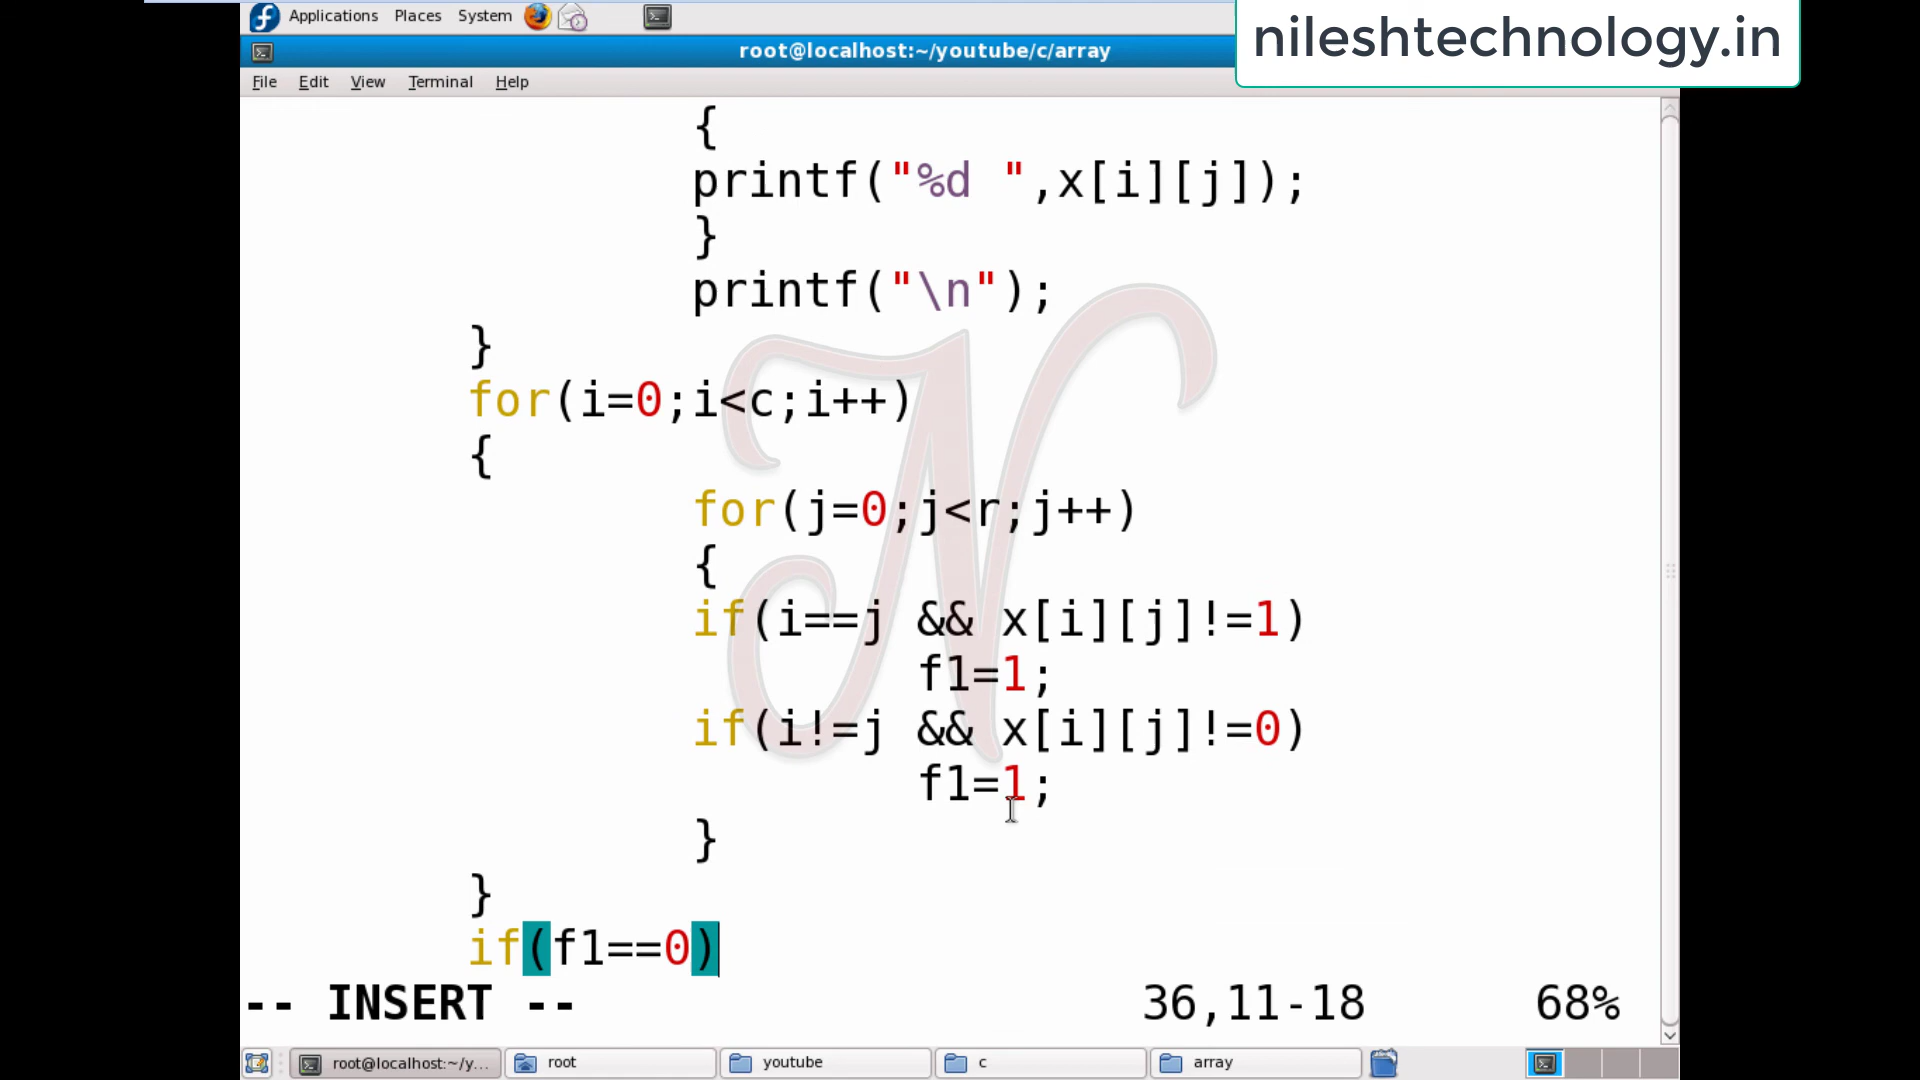 Applications Places System
nileshtechnology.in
root@localhost:~/youtube/c/array
File Edit View Terminal Help
{
printf("%d ",x[i][j]);
}
printf("\n");
}
for(i=0;i<c;i++)
{
for(j=0;j<r;j++)
{
if(i==j && x[i][j]!=1)
f1=1;
if(i!=j && x[i][j]!=0)
f1=1;
}
}
if(f1==0)
-- INSERT -- 36,11-18 68%
root@localhost:~/y... root youtube c array
N